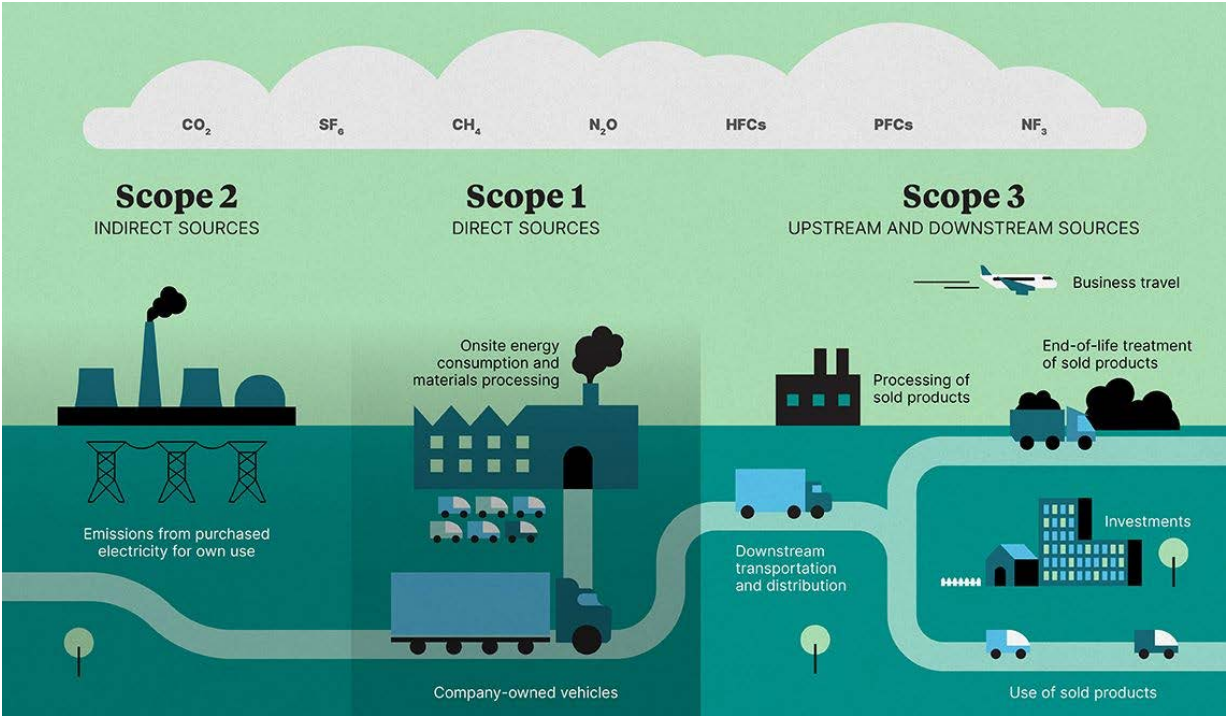 CO₂ SF₆ CH₄ N₂O HFCs PFCs NF₃
Scope 2
INDIRECT SOURCES
Emissions from purchased
electricity for own use
Scope 1
DIRECT SOURCES
Onsite energy
consumption and
materials processing
Company-owned vehicles
Scope 3
UPSTREAM AND DOWNSTREAM SOURCES
Business travel
Processing of
sold products
End-of-life treatment
of sold products
Downstream
transportation
and distribution
Investments
Use of sold products